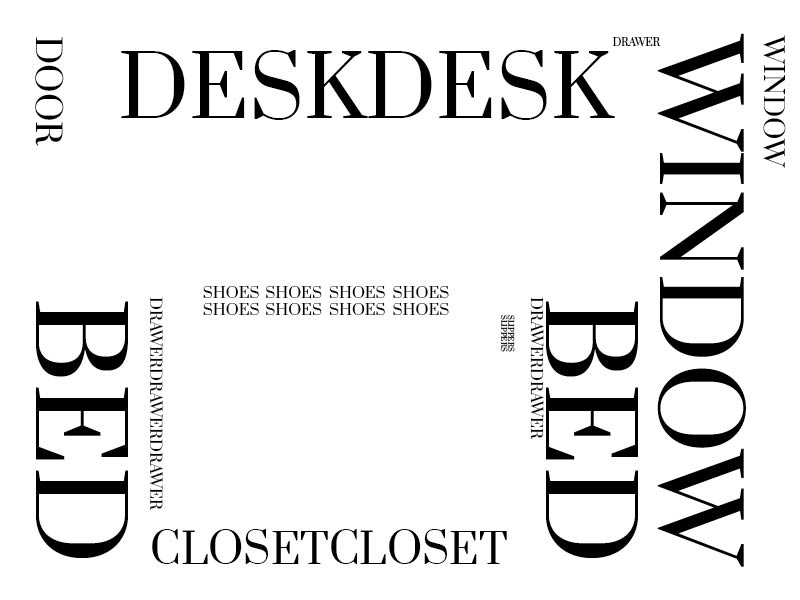 DOOR
DESKDESK
DRAWER
WINDOW
WINDOW
SHOES SHOES SHOES SHOES
SHOES SHOES SHOES SHOES
BED
DRAWERDRAWERDRAWER
SLIPPERS
SLIPPERS
DRAWERDRAWER
BED
CLOSETCLOSET